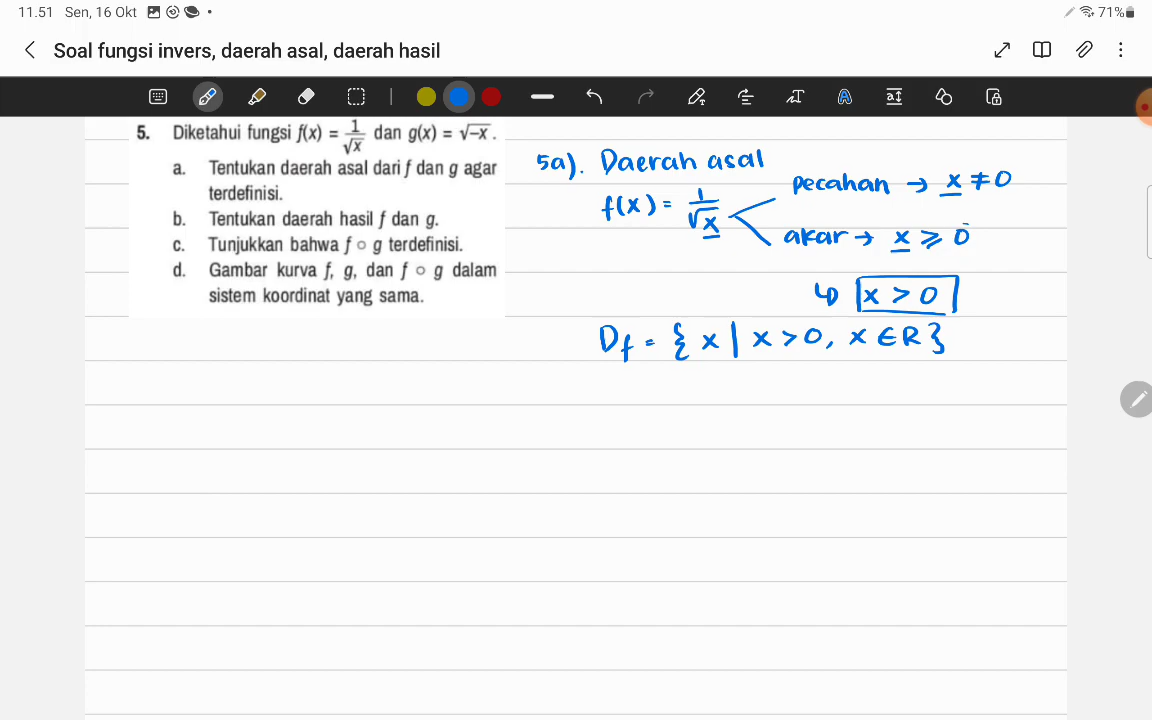 11.51 Sen, 16 Okt 71%
Soal fungsi invers, daerah asal, daerah hasil
5. Diketahui fungsi f(x) = 1/√x dan g(x) = √−x.
a. Tentukan daerah asal dari f dan g agar
terdefinisi.
b. Tentukan daerah hasil f dan g.
c. Tunjukkan bahwa f ∘ g terdefinisi.
d. Gambar kurva f, g, dan f ∘ g dalam
sistem koordinat yang sama.
5a). Daerah asal
f(x) = 1/√x
pecahan → x ≠ 0
akar → x ≥ 0
↳ x > 0
Df = { x | x > 0, x ∈ R }